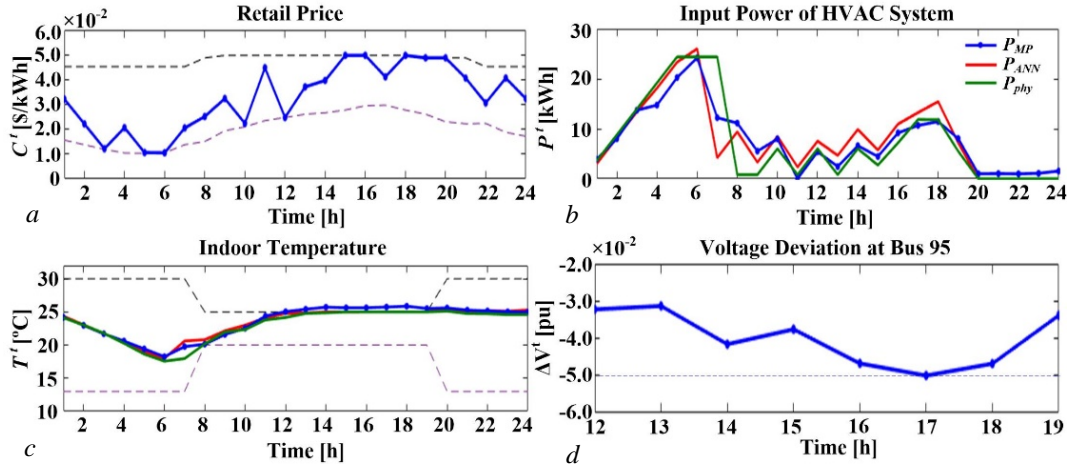 Retail Price
×10⁻²
6.0
5.0
4.0
3.0
2.0
1.0
0
Cᵗ [$/kWh]
2 4 6 8 10 12 14 16 18 20 22 24
Time [h]
a
Input Power of HVAC System
30
20
10
0
Pᵗ [kWh]
P_MP
P_ANN
P_phy
2 4 6 8 10 12 14 16 18 20 22 24
Time [h]
b
Indoor Temperature
30
25
20
15
10
Tᵗ [ºC]
2 4 6 8 10 12 14 16 18 20 22 24
Time [h]
c
Voltage Deviation at Bus 95
×10⁻²
-2.0
-3.0
-4.0
-5.0
-6.0
ΔVᵗ [pu]
12 13 14 15 16 17 18 19
Time [h]
d